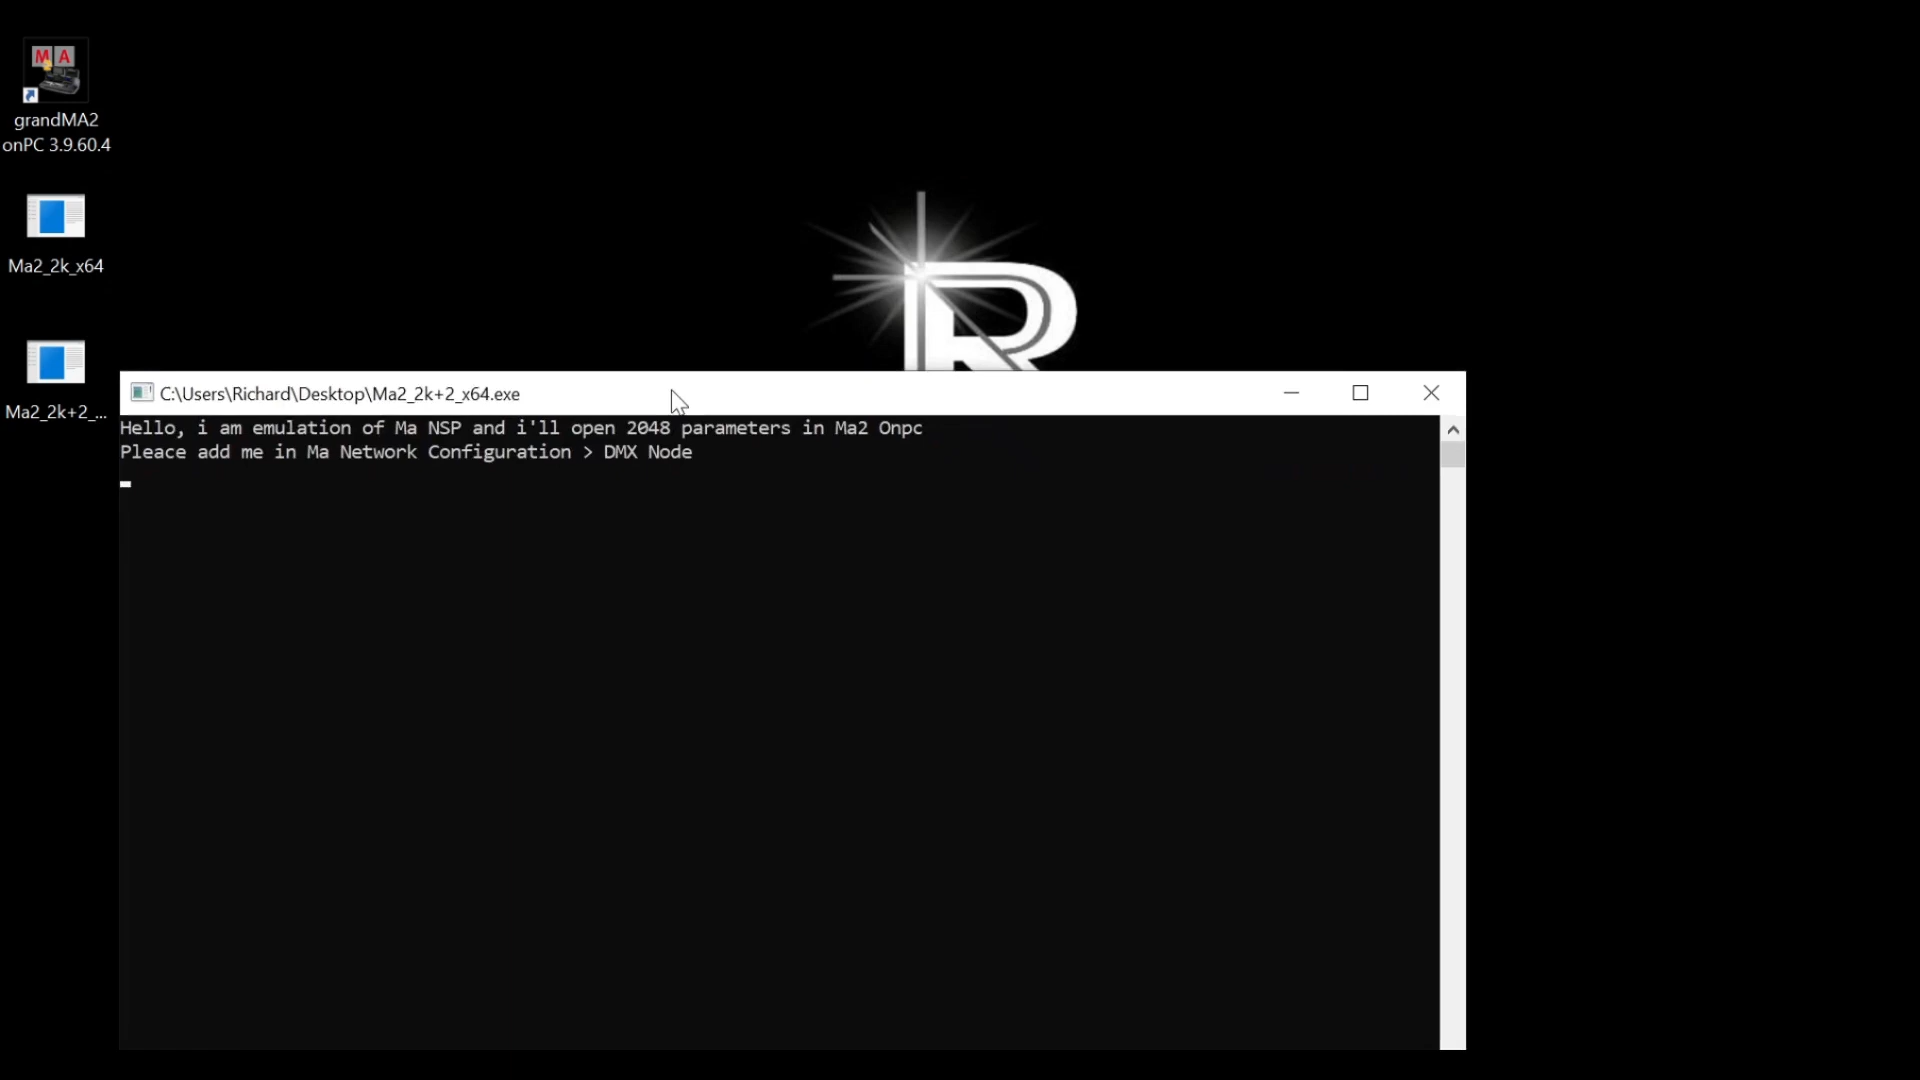 MA
grandMA2
onPC 3.9.60.4
Ma2_2k_x64
Ma2_2k+2_...
R
C:\Users\Richard\Desktop\Ma2_2k+2_x64.exe
Hello, i am emulation of Ma NSP and i'll open 2048 parameters in Ma2 Onpc
Pleace add me in Ma Network Configuration > DMX Node